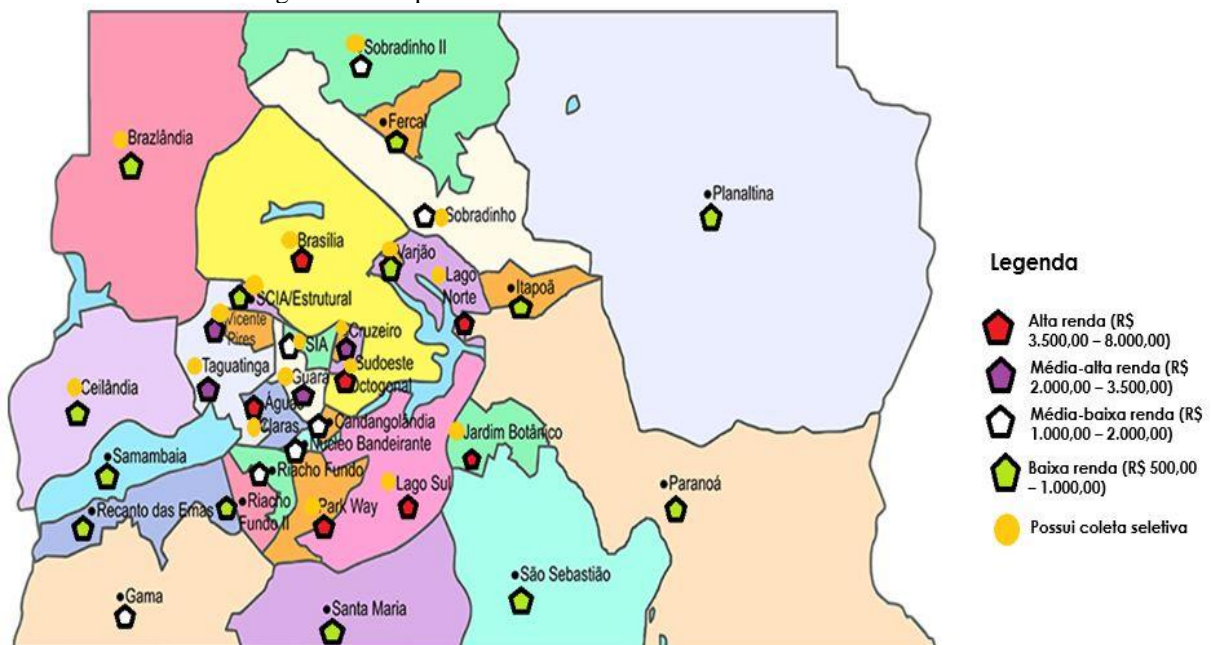 Sobradinho II
Fercal
Brazlândia
Planaltina
Sobradinho
Brasília
Varjão
Lago
Norte
Itapoã
SCIA/Estrutural
Vicente
Pires
Cruzeiro
SIA
Taguatinga
Sudoeste
Octogonal
Guará
Ceilândia
Águas
Claras
Candangolândia
Núcleo Bandeirante
Jardim Botânico
Samambaia
Riacho Fundo
Lago Sul
Paranoá
Riacho
Fundo II
Park Way
Recanto das Emas
São Sebastião
Gama
Santa Maria
Legenda
Alta renda (R$
3.500,00 – 8.000,00)
Média-alta renda (R$
2.000,00 – 3.500,00)
Média-baixa renda (R$
1.000,00 – 2.000,00)
Baixa renda (R$ 500,00
– 1.000,00)
Possui coleta seletiva